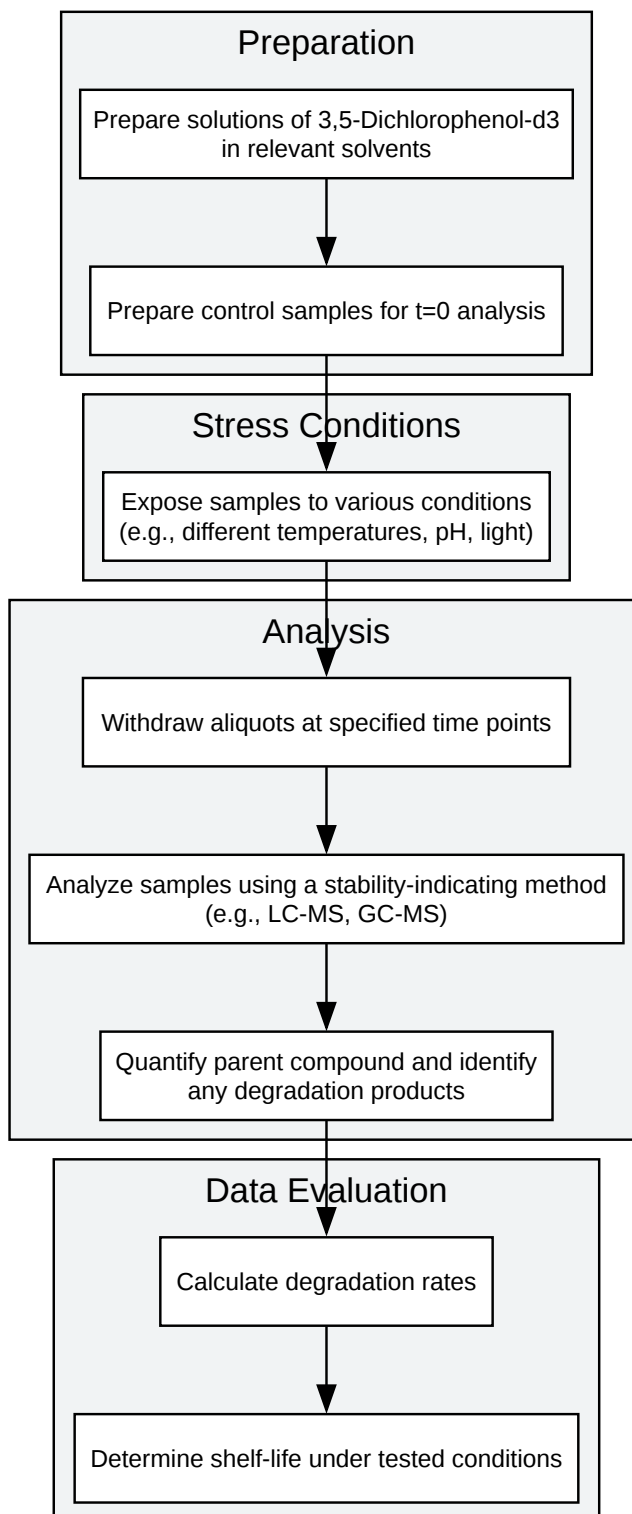 Preparation
Prepare solutions of 3,5-Dichlorophenol-d3
in relevant solvents
Prepare control samples for t=0 analysis
Stress Conditions
Expose samples to various conditions
(e.g., different temperatures, pH, light)
Analysis
Withdraw aliquots at specified time points
Analyze samples using a stability-indicating method
(e.g., LC-MS, GC-MS)
Quantify parent compound and identify
any degradation products
Data Evaluation
Calculate degradation rates
Determine shelf-life under tested conditions